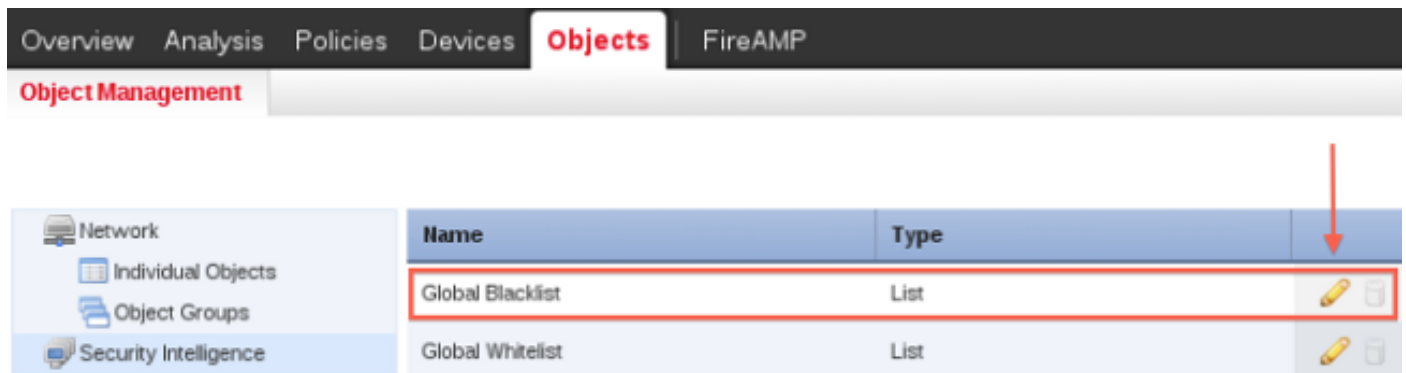 Overview Analysis Policies Devices Objects FireAMP
Object Management
Network
Individual Objects
Object Groups
Security Intelligence
Name Type
Global Blacklist List
Global Whitelist List